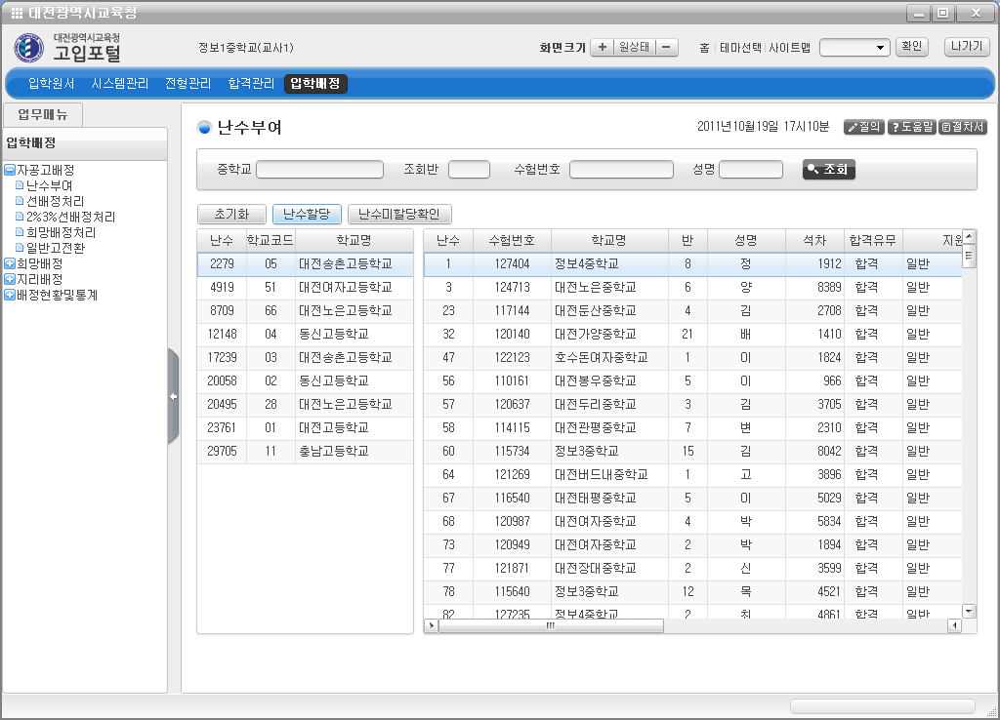 대전광역시교육청
대전광역시교육청
고입포털
정보1중학교(교사1)
화면크기 + 원상태 −
홈 | 테마선택 | 사이트맵
확인
나가기
입학원서 시스템관리 전형관리 합격관리 입학배정
업무메뉴
입학배정
자공고배정
난수부여
선배정처리
2%3%선배정처리
희망배정처리
일반고전환
희망배정
지리배정
배정현황및통계
난수부여
2011년10월19일 17시10분
질의 ? 도움말 절차서
중학교 조회반 수험번호 성명 조회
초기화 난수할당 난수미할당확인
난수 학교코드 학교명
2279 05 대전송촌고등학교
4919 51 대전여자고등학교
8709 66 대전노은고등학교
12148 04 동신고등학교
17239 03 대전송촌고등학교
20058 02 동신고등학교
20495 28 대전노은고등학교
23761 01 대전고등학교
29705 11 충남고등학교
난수 수험번호 학교명 반 성명 석차 합격유무 지원
1 127404 정보4중학교 8 정 1912 합격 일반
3 124713 대전노은중학교 6 양 8389 합격 일반
23 117144 대전둔산중학교 4 김 2708 합격 일반
32 120140 대전가양중학교 21 배 1410 합격 일반
47 122123 호수돈여자중학교 1 이 1824 합격 일반
56 110161 대전봉우중학교 5 이 966 합격 일반
57 120637 대전두리중학교 3 김 3705 합격 일반
58 114115 대전관평중학교 7 변 2310 합격 일반
60 115734 정보3중학교 15 김 8042 합격 일반
64 121269 대전버드내중학교 1 고 3896 합격 일반
67 116540 대전태평중학교 5 이 5029 합격 일반
68 120987 대전여자중학교 4 박 5834 합격 일반
73 120949 대전여자중학교 2 박 1894 합격 일반
77 121871 대전장대중학교 2 신 3599 합격 일반
78 115640 정보3중학교 12 목 4521 합격 일반
82 127235 정보4중학교 2 최 4861 합격 일반